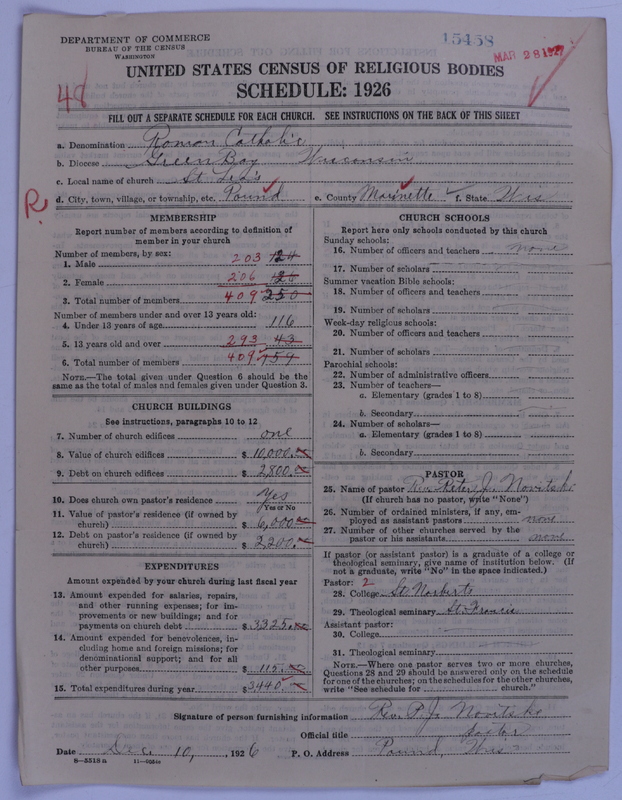 DEPARTMENT OF COMMERCE
BUREAU OF THE CENSUS
WASHINGTON
15458
MAR 28 1927
48
UNITED STATES CENSUS OF RELIGIOUS BODIES
SCHEDULE: 1926
FILL OUT A SEPARATE SCHEDULE FOR EACH CHURCH. SEE INSTRUCTIONS ON THE BACK OF THIS SHEET
a. Denomination Roman Catholic
b. Diocese Green Bay Wisconsin
c. Local name of church St Leo's
R d. City, town, village, or township, etc. Pound e. County Marinette f. State Wis
MEMBERSHIP
Report number of members according to definition of
member in your church
Number of members, by sex:
1. Male 203
2. Female 206
3. Total number of members 409 250
Number of members under and over 13 years old:
4. Under 13 years of age 116
5. 13 years old and over 293 43
6. Total number of members 409 159
NOTE.—The total given under Question 6 should be the
same as the total of males and females given under Question 3.
CHURCH BUILDINGS
See instructions, paragraphs 10 to 12
7. Number of church edifices one
8. Value of church edifices $ 10,000.00
9. Debt on church edifices $ 2,800.00
10. Does church own pastor's residence Yes
Yes or No
11. Value of pastor's residence (if owned by
church) $ 6,000.00
12. Debt on pastor's residence (if owned by
church) $ 2200.00
EXPENDITURES
Amount expended by your church during last fiscal year
13. Amount expended for salaries, repairs,
and other running expenses; for im-
provements or new buildings; and for
payments on church debt $ 3325.00
14. Amount expended for benevolences, in-
cluding home and foreign missions; for
denominational support; and for all
other purposes $ 115.00
15. Total expenditures during year $ 3440
CHURCH SCHOOLS
Report here only schools conducted by this church
Sunday schools:
16. Number of officers and teachers none
17. Number of scholars
Summer vacation Bible schools:
18. Number of officers and teachers
19. Number of scholars
Week-day religious schools:
20. Number of officers and teachers
21. Number of scholars
Parochial schools:
22. Number of administrative officers
23. Number of teachers—
a. Elementary (grades 1 to 8)
b. Secondary
24. Number of scholars—
a. Elementary (grades 1 to 8)
b. Secondary
PASTOR
25. Name of pastor Rev. Peter J. Novitske
(If church has no pastor, write "None")
26. Number of ordained ministers, if any, em-
ployed as assistant pastors none
27. Number of other churches served by the
pastor or his assistants none
If pastor (or assistant pastor) is a graduate of a college or
theological seminary, give name of institution below. (If
not a graduate, write "No" in the space indicated.)
Pastor: 2
28. College St. Norberts
29. Theological seminary St. Francis
Assistant pastor:
30. College
31. Theological seminary
NOTE.—Where one pastor serves two or more churches,
Questions 28 and 29 should be answered only on the schedule
for one of the churches; on the schedules for the other churches,
write "See schedule for church."
Signature of person furnishing information Rev. P. J. Novitske
Official title Pastor
Date Dec 10, 1926 P. O. Address Pound, Wis
8—5518 a